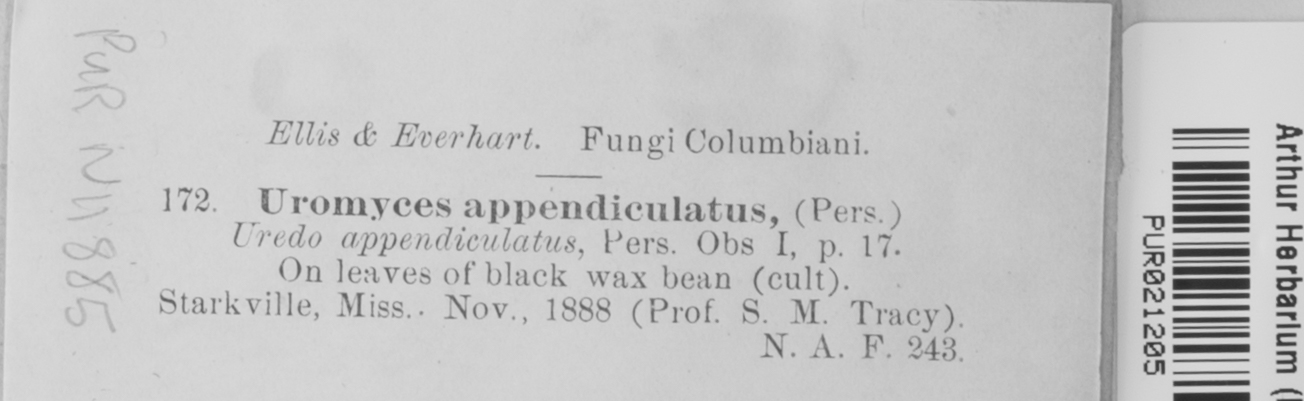 Ellis & Everhart. Fungi Columbiani.
172. Uromyces appendiculatus, (Pers.)
Uredo appendiculatus, Pers. Obs I, p. 17.
On leaves of black wax bean (cult).
Starkville, Miss.. Nov., 1888 (Prof. S. M. Tracy).
N. A. F. 243.
PUR N11885
PUR021205
Arthur Herbarium (